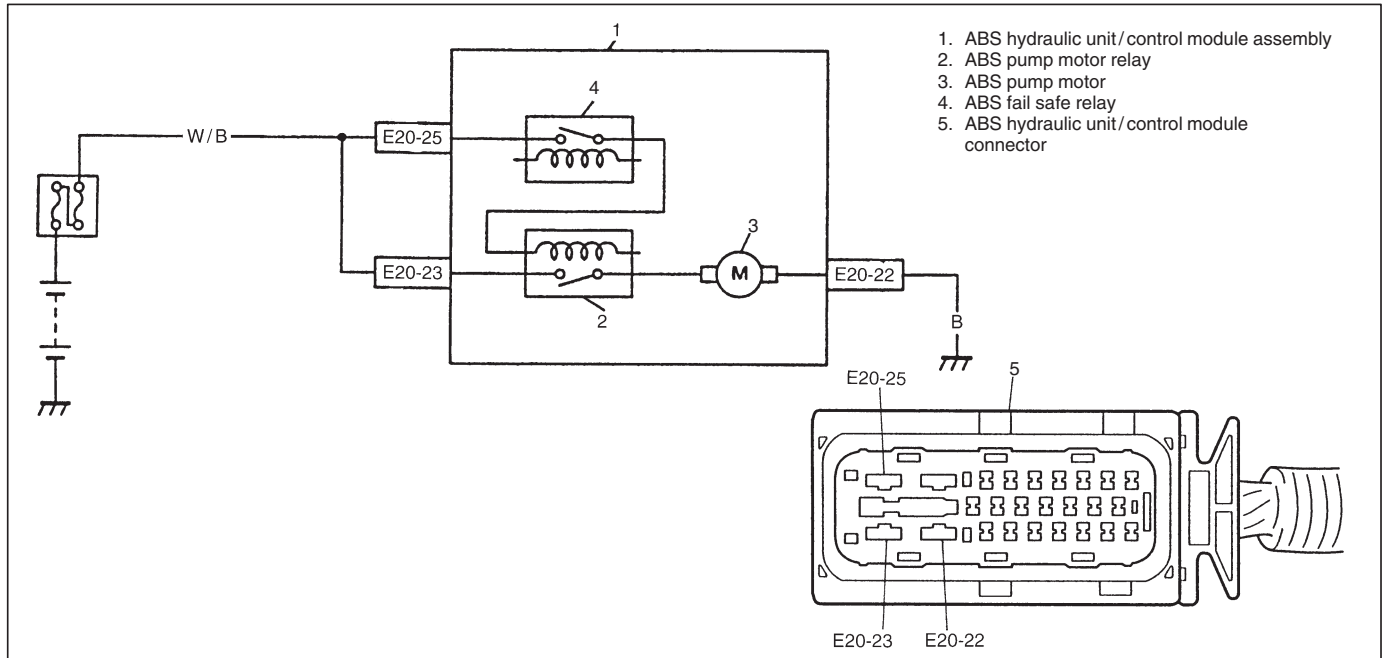 1
1. ABS hydraulic unit/control module assembly
2. ABS pump motor relay
3. ABS pump motor
4. ABS fail safe relay
5. ABS hydraulic unit/control module
connector
4
W/B
E20-25
3
E20-23
M
E20-22
2
B
E20-25
5
E20-23
E20-22